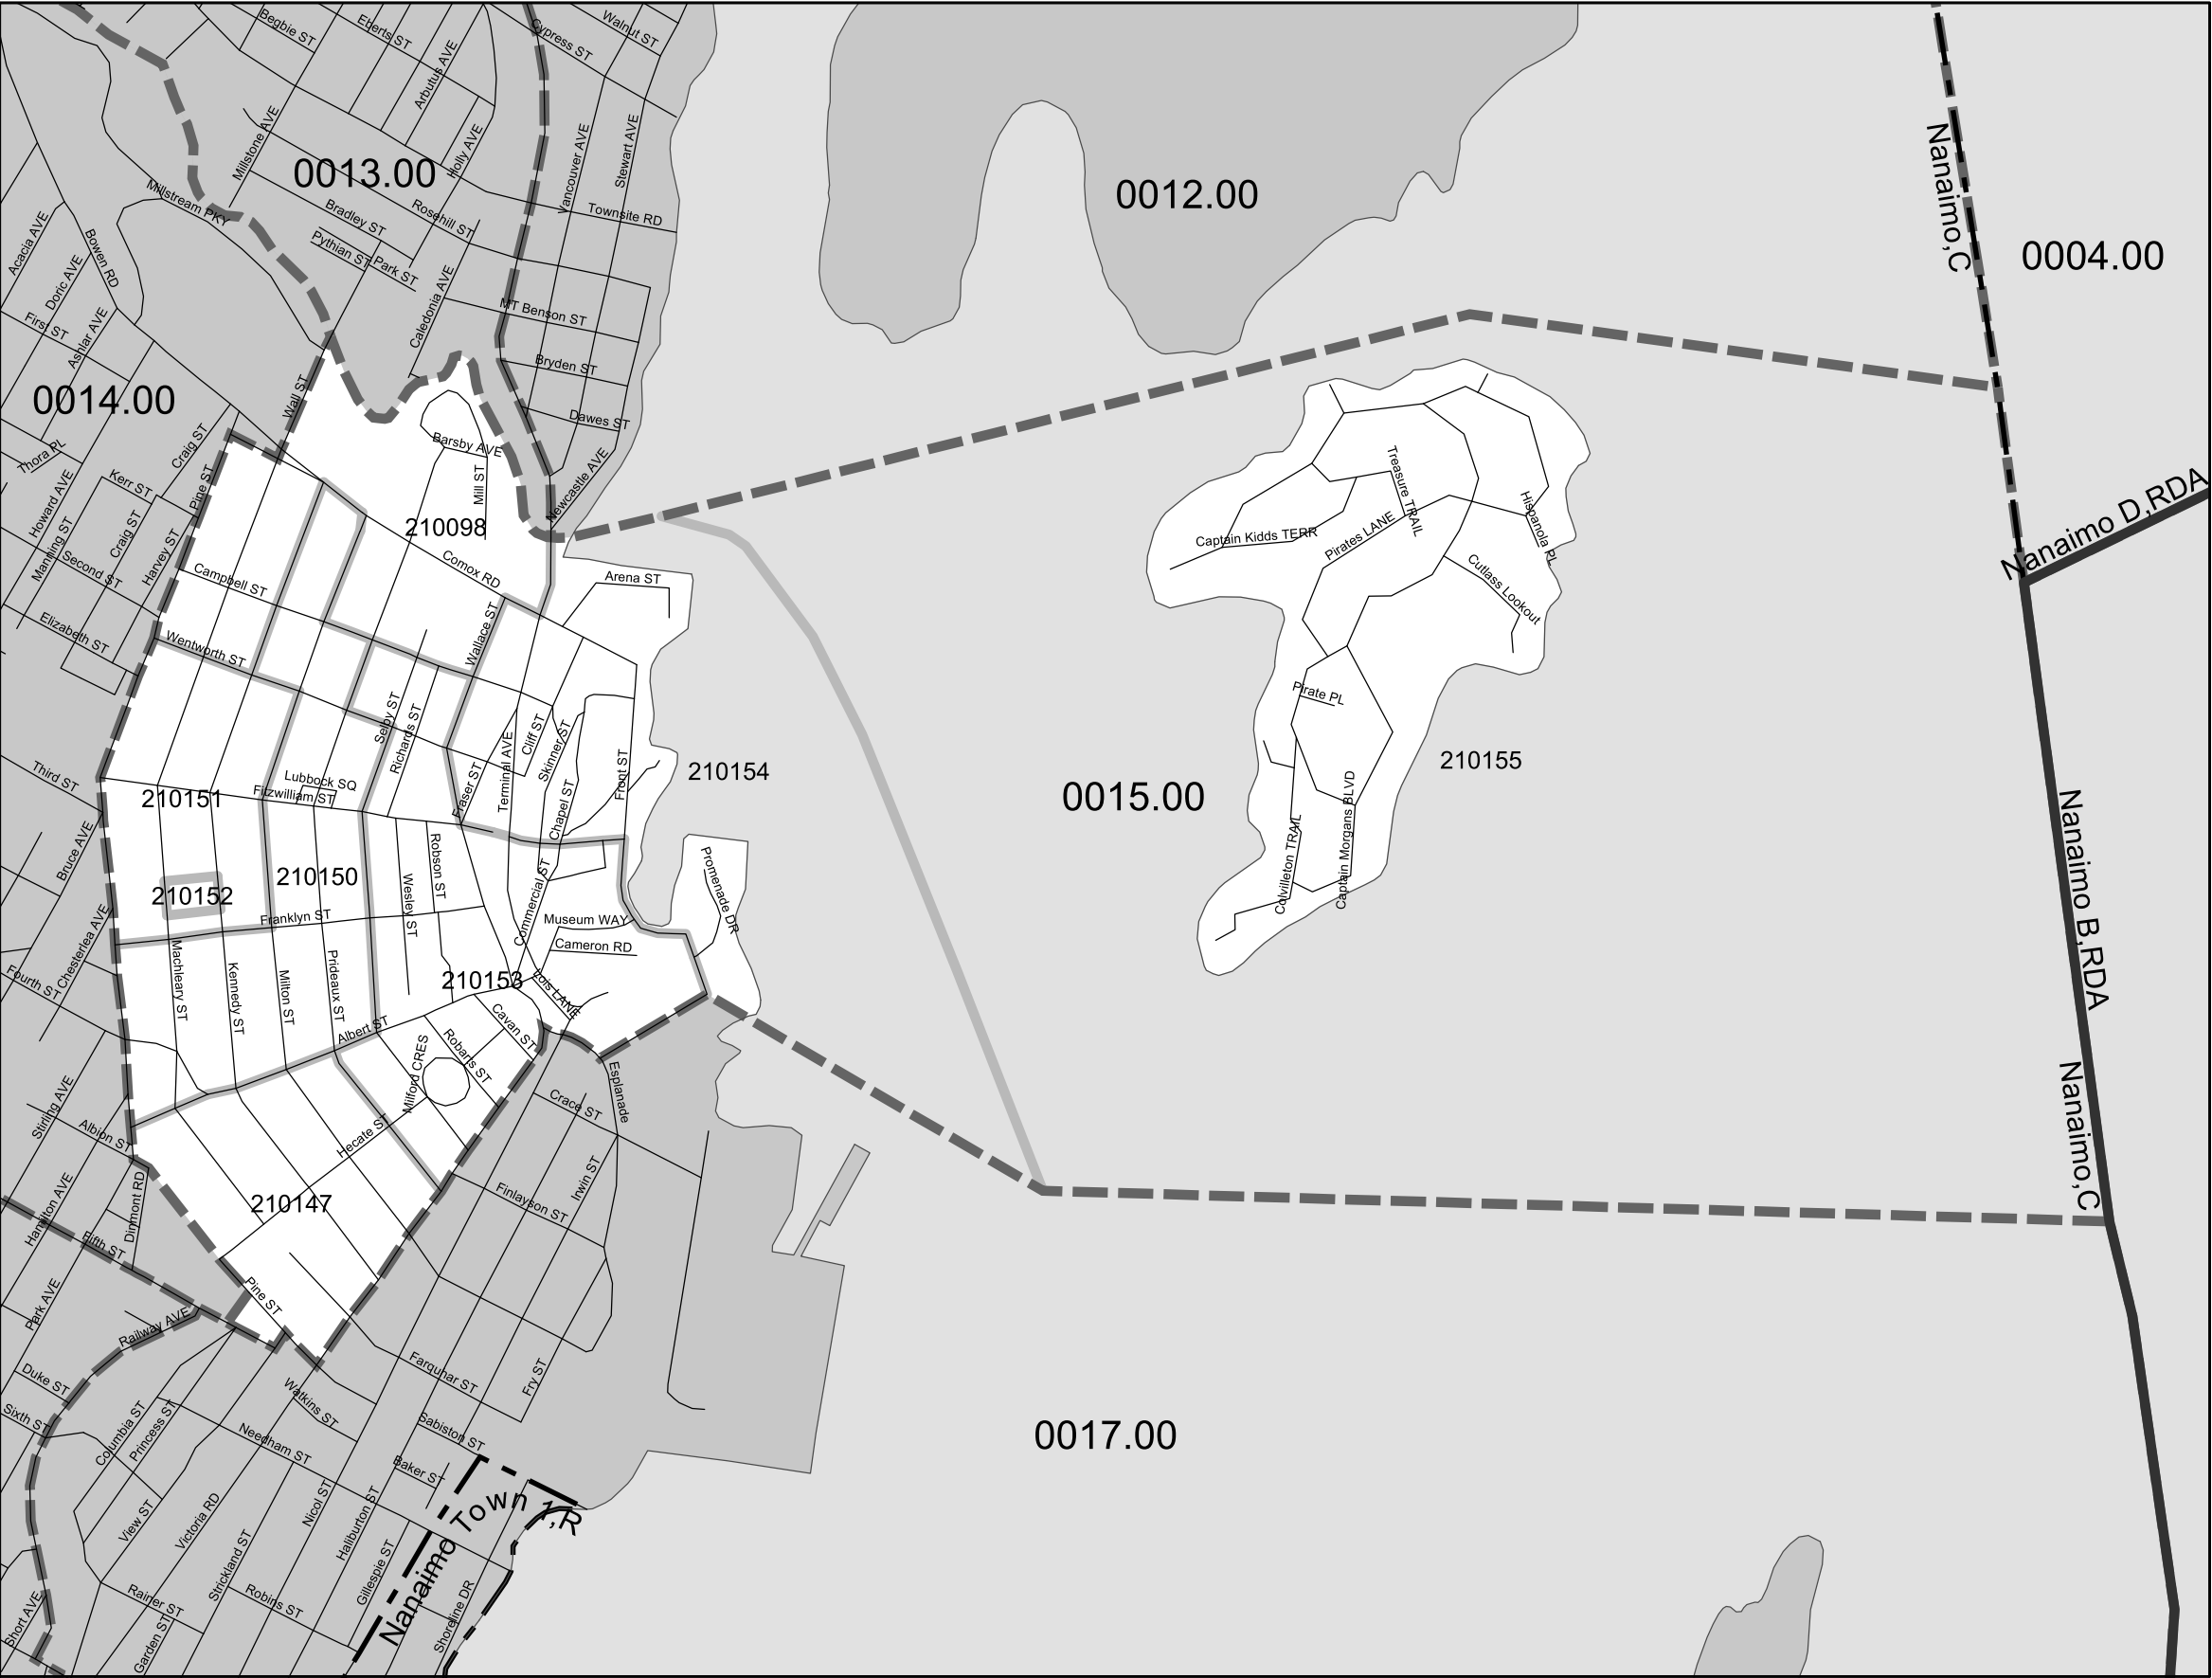 Begbie ST
Eberts ST
Arbutus AVE
Cypress ST
Walnut ST
Millstone AVE
0013.00
Holly AVE
Vancouver AVE
Stewart AVE
0012.00
Nanaimo,C
0004.00
Millstream PKY
Bradley ST
Rosehill ST
Townsite RD
Pythian ST
Park ST
Acacia AVE
Bowen RD
Doric AVE
Caledonia AVE
MT Benson ST
First ST
Ashlar AVE
Bryden ST
0014.00
Wall ST
Dawes ST
Barsby AVE
Thora PL
Craig ST
Kerr ST
Pine ST
Mill ST
Newcastle AVE
Howard AVE
Treasure TRAIL
Nanaimo D,RDA
210098
Captain Kidds TERR
Pirates LANE
Hispanola PL
Manning ST
Craig ST
Harvey ST
Second ST
Comox RD
Campbell ST
Arena ST
Cutlass Lookout
Elizabeth ST
Wentworth ST
Wallace ST
Pirate PL
Selby ST
Richards ST
Cliff ST
Skinner ST
Terminal AVE
Front ST
210154
210155
Third ST
Lubbock SQ
Fitzwilliam ST
210151
Fraser ST
Chapel ST
0015.00
Nanaimo B,RDA
Bruce AVE
210150
210152
Robson ST
Wesley ST
Commercial ST
Promenade DR
Colvilleton TRAIL
Captain Morgans BLVD
Franklyn ST
Museum WAY
Cameron RD
Chesterlea AVE
Fourth ST
Machleary ST
Kennedy ST
Milton ST
Prideaux ST
210153
Lois LANE
Albert ST
Cavan ST
Robarts ST
Milford CRES
Esplanade
Nanaimo,C
Stirling AVE
Albion ST
Crace ST
Hecate ST
Hamilton AVE
Dinmont RD
210147
Finlayson ST
Irwin ST
Fifth ST
Park AVE
Pine ST
Railway AVE
Duke ST
Farquhar ST
Fry ST
Sixth ST
Watkins ST
Columbia ST
Princess ST
Needham ST
Sabiston ST
0017.00
Baker ST
View ST
Victoria RD
Nicol ST
Haliburton ST
Nanaimo Town 1,R
Strickland ST
Gillespie ST
Rainer ST
Robins ST
Shoreline DR
Short AVE
Garden ST